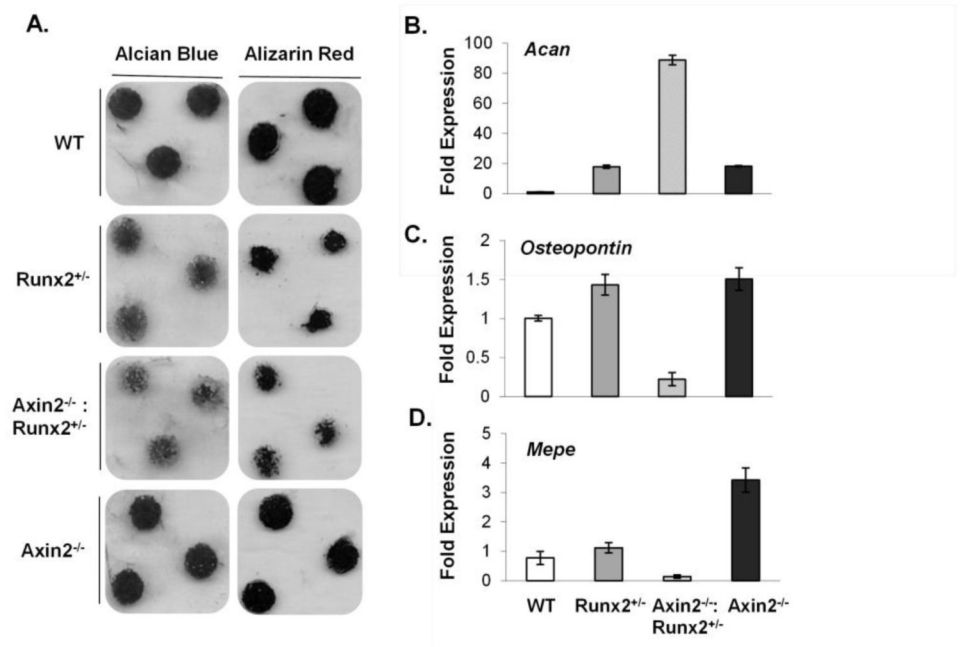 A.
Alcian Blue Alizarin Red
WT
Runx2+/-
Axin2-/- :
Runx2+/-
Axin2-/-
B.
Acan
Fold Expression
100
80
60
40
20
0
C.
Osteopontin
Fold Expression
2
1.5
1
0.5
0
D.
Mepe
Fold Expression
5
4
3
2
1
0
WT Runx2+/- Axin2-/-: Axin2-/-
Runx2+/-